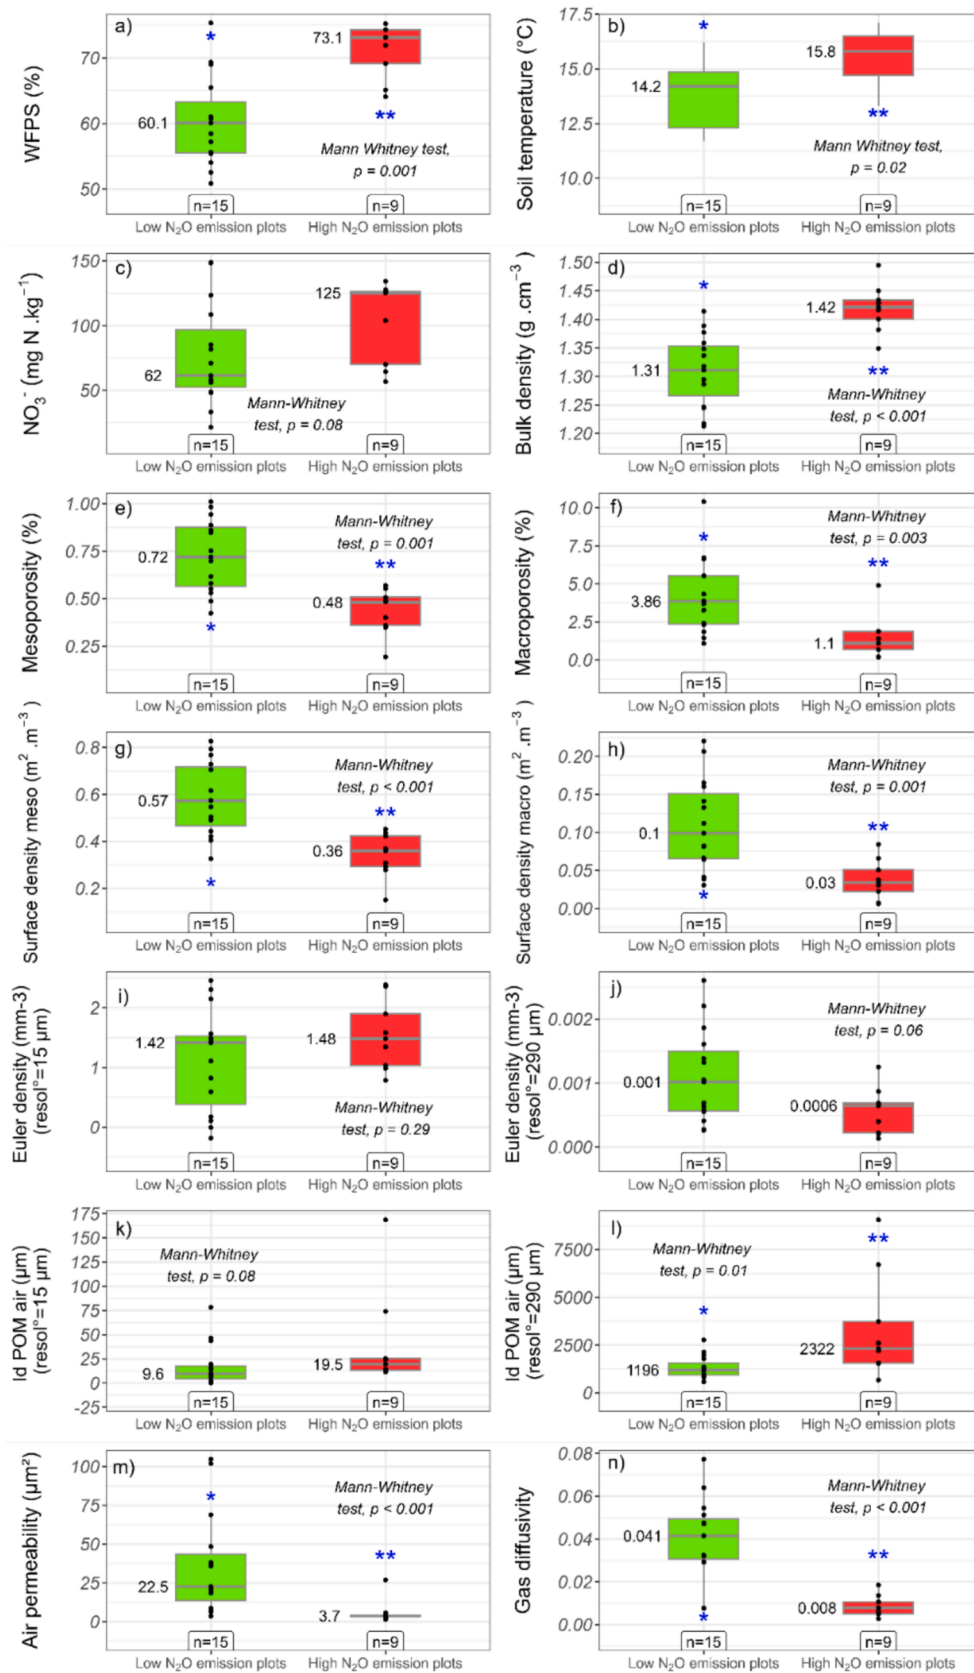 a)
WFPS (%)
70
60
50
*
60.1
73.1
**
Mann Whitney test,
p = 0.001
n=15
n=9
Low N₂O emission plots
High N₂O emission plots
b)
Soil temperature (°C)
17.5
15.0
12.5
10.0
*
14.2
15.8
**
Mann Whitney test,
p = 0.02
n=15
n=9
Low N₂O emission plots
High N₂O emission plots
c)
NO₃⁻ (mg N .kg⁻¹)
150
100
50
62
125
Mann-Whitney
test, p = 0.08
n=15
n=9
Low N₂O emission plots
High N₂O emission plots
d)
Bulk density (g .cm⁻³)
1.50
1.45
1.40
1.35
1.30
1.25
1.20
*
1.31
1.42
**
Mann-Whitney
test, p < 0.001
n=15
n=9
Low N₂O emission plots
High N₂O emission plots
e)
Mesoporosity (%)
1.00
0.75
0.50
0.25
0.72
*
Mann-Whitney
test, p = 0.001
**
0.48
n=15
n=9
Low N₂O emission plots
High N₂O emission plots
f)
Macroporosity (%)
10.0
7.5
5.0
2.5
0.0
*
3.86
Mann-Whitney
test, p = 0.003
**
1.1
n=15
n=9
Low N₂O emission plots
High N₂O emission plots
g)
Surface density meso (m² .m⁻³)
0.8
0.6
0.4
0.2
0.57
*
Mann-Whitney
test, p < 0.001
**
0.36
n=15
n=9
Low N₂O emission plots
High N₂O emission plots
h)
Surface density macro (m² .m⁻³)
0.20
0.15
0.10
0.05
0.00
0.1
*
Mann-Whitney
test, p = 0.001
**
0.03
n=15
n=9
Low N₂O emission plots
High N₂O emission plots
i)
Euler density (mm-3)
(resol°=15 µm)
2
1
0
1.42
1.48
Mann-Whitney
test, p = 0.29
n=15
n=9
Low N₂O emission plots
High N₂O emission plots
j)
Euler density (mm-3)
(resol°=290 µm)
0.002
0.001
0.000
0.001
Mann-Whitney
test, p = 0.06
0.0006
n=15
n=9
Low N₂O emission plots
High N₂O emission plots
k)
Id POM air (µm)
(resol°=15 µm)
175
150
125
100
75
50
25
0
-25
Mann-Whitney
test, p = 0.08
9.6
19.5
n=15
n=9
Low N₂O emission plots
High N₂O emission plots
l)
Id POM air (µm)
(resol°=290 µm)
7500
5000
2500
0
Mann-Whitney
test, p = 0.01
*
**
1196
2322
n=15
n=9
Low N₂O emission plots
High N₂O emission plots
m)
Air permeability (µm²)
100
75
50
25
0
*
22.5
Mann-Whitney
test, p < 0.001
**
3.7
n=15
n=9
Low N₂O emission plots
High N₂O emission plots
n)
Gas diffusivity
0.08
0.06
0.04
0.02
0.00
0.041
*
Mann-Whitney
test, p < 0.001
**
0.008
n=15
n=9
Low N₂O emission plots
High N₂O emission plots